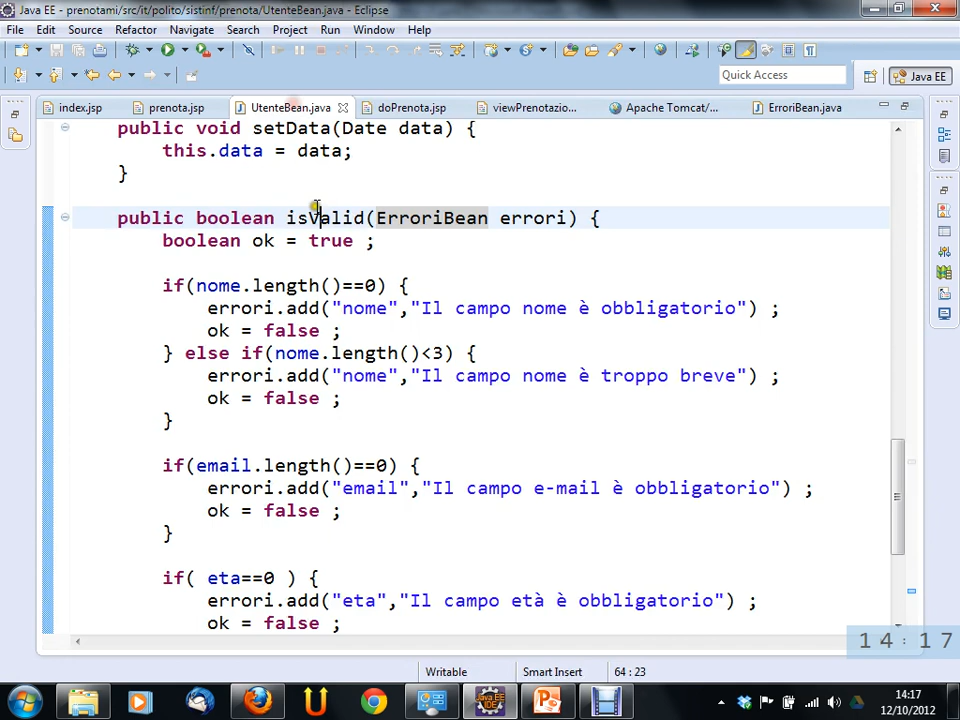 Java EE - prenotami/src/it/polito/sistinf/prenota/UtenteBean.java - Eclipse
File Edit Source Refactor Navigate Search Project Run Window Help
Quick Access
Java EE
index.jsp prenota.jsp UtenteBean.java doPrenota.jsp viewPrenotazio... Apache Tomcat/... ErroriBean.java
public void setData(Date data) {
this.data = data;
}
public boolean isValid(ErroriBean errori) {
boolean ok = true ;
if(nome.length()==0) {
errori.add("nome","Il campo nome è obbligatorio") ;
ok = false ;
} else if(nome.length()<3) {
errori.add("nome","Il campo nome è troppo breve") ;
ok = false ;
}
if(email.length()==0) {
errori.add("email","Il campo e-mail è obbligatorio") ;
ok = false ;
}
if( eta==0 ) {
errori.add("eta","Il campo età è obbligatorio") ;
ok = false ;
14:17
Writable Smart Insert 64 : 23
14:17
12/10/2012